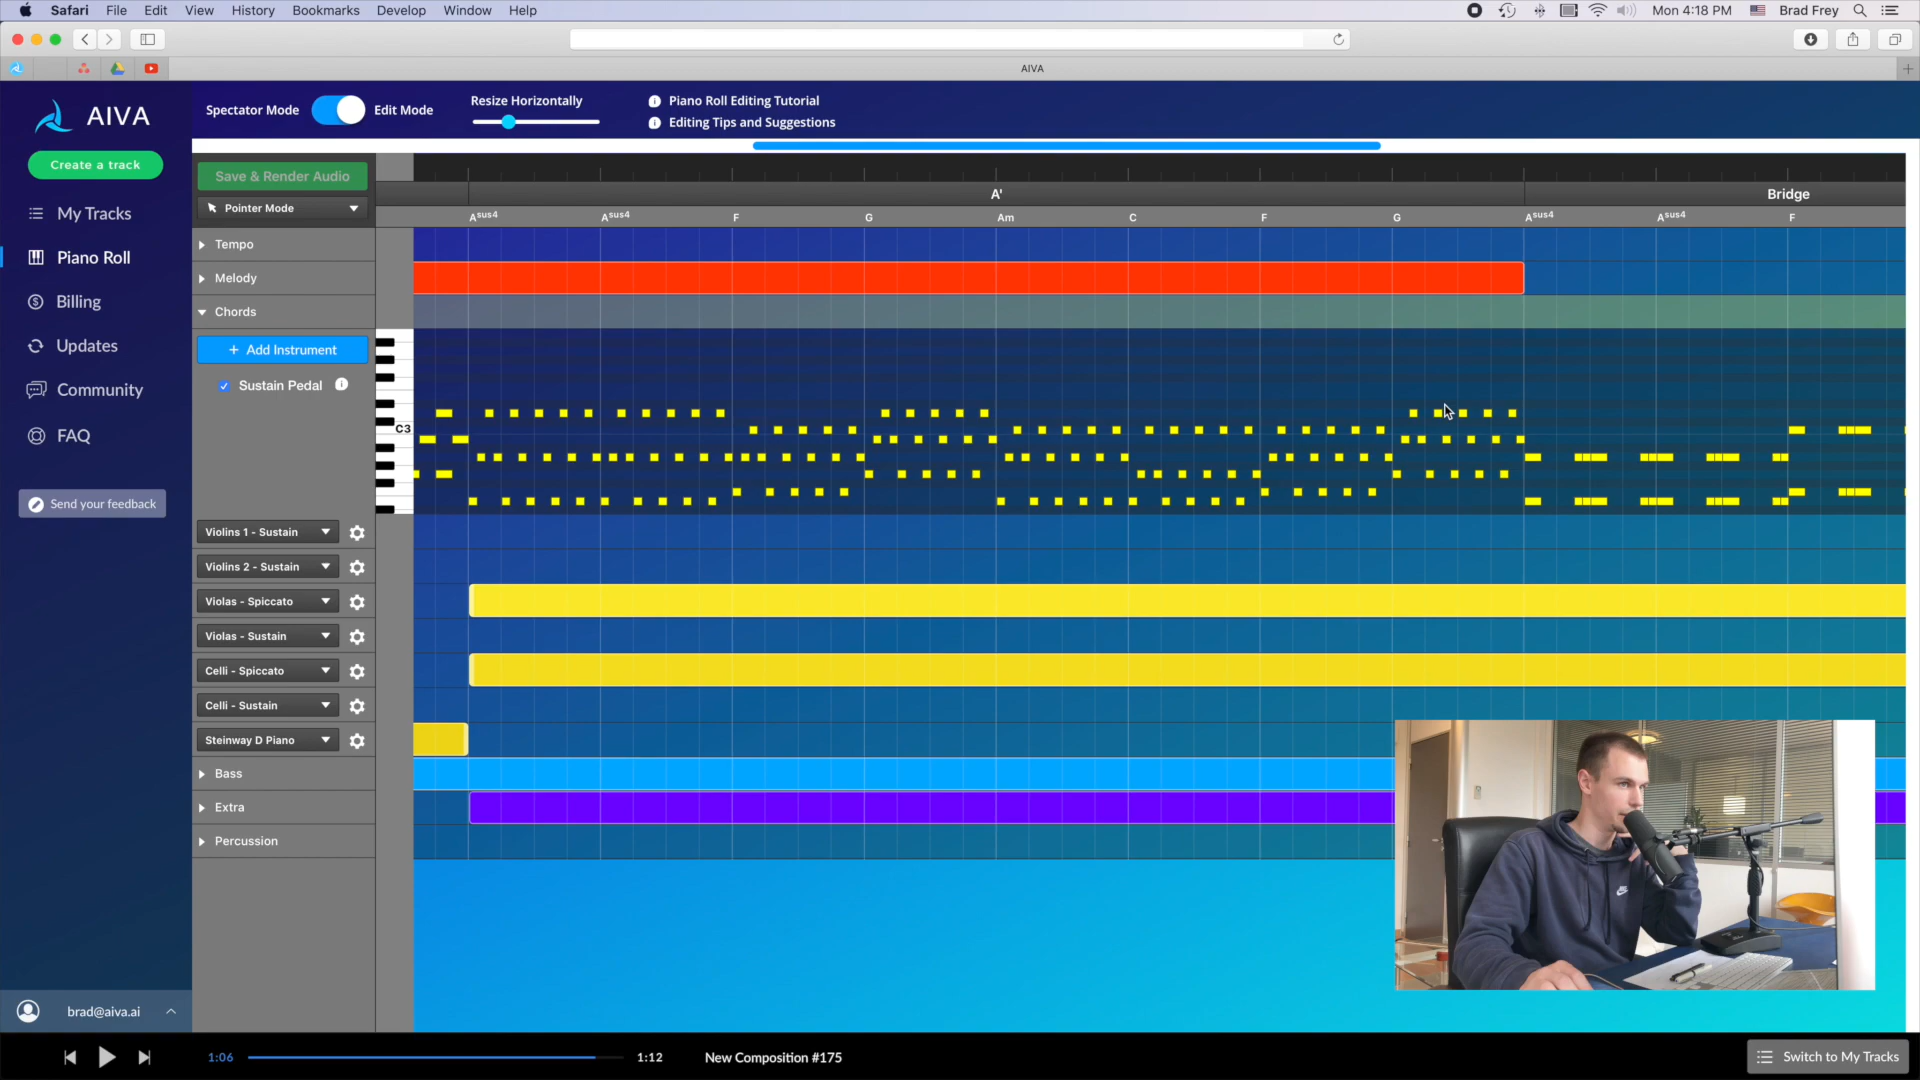 Safari File Edit View History Bookmarks Develop Window Help Mon 4:18 PM Brad Frey
AIVA
AIVA
Create a track
My Tracks
Piano Roll
Billing
Updates
Community
FAQ
Send your feedback
brad@aiva.ai
Spectator Mode Edit Mode
Resize Horizontally
Piano Roll Editing Tutorial
Editing Tips and Suggestions
Save & Render Audio
Pointer Mode
A' Bridge
Asus4 Asus4 F G Am C F G Asus4 Asus4 F
Tempo
Melody
Chords
+ Add Instrument
Sustain Pedal
C3
Violins 1 - Sustain
Violins 2 - Sustain
Violas - Spiccato
Violas - Sustain
Celli - Spiccato
Celli - Sustain
Steinway D Piano
Bass
Extra
Percussion
1:06 1:12 New Composition #175
Switch to My Tracks